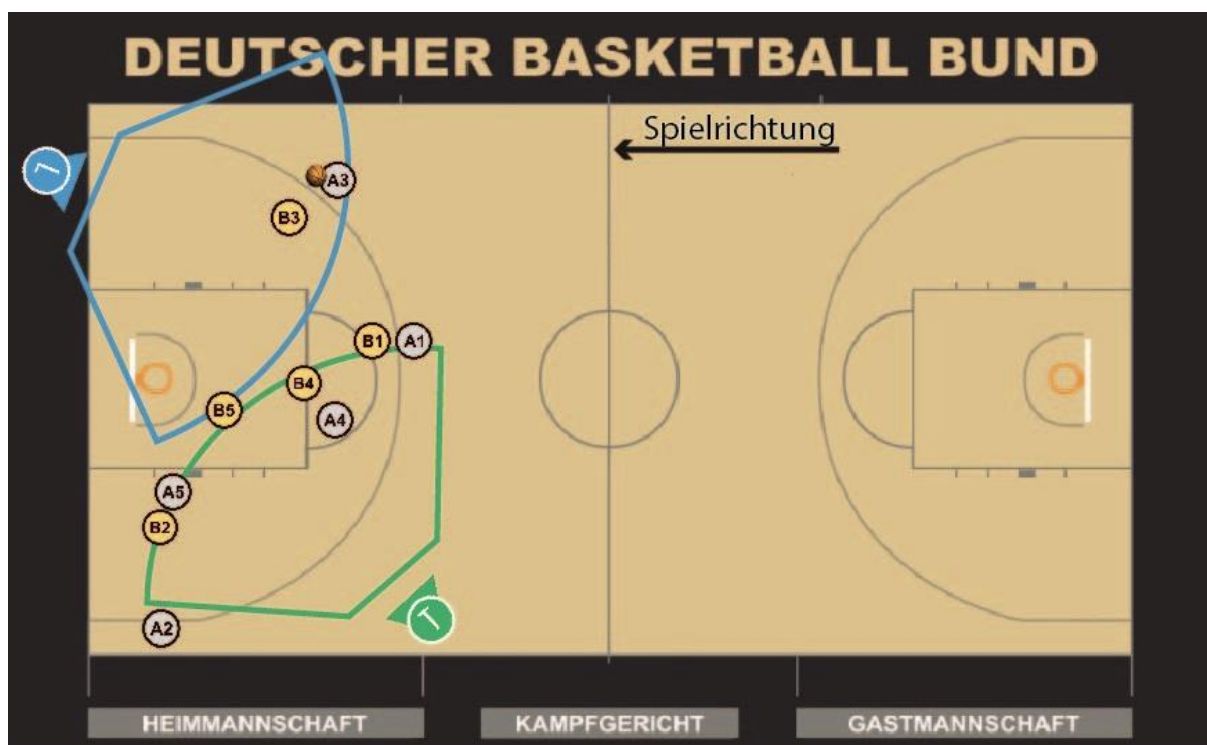 DEUTSCHER BASKETBALL BUND
Spielrichtung
L
A3
B3
B1
A1
B4
B5
A4
A5
B2
A2
T
HEIMMANNSCHAFT
KAMPFGERICHT
GASTMANNSCHAFT